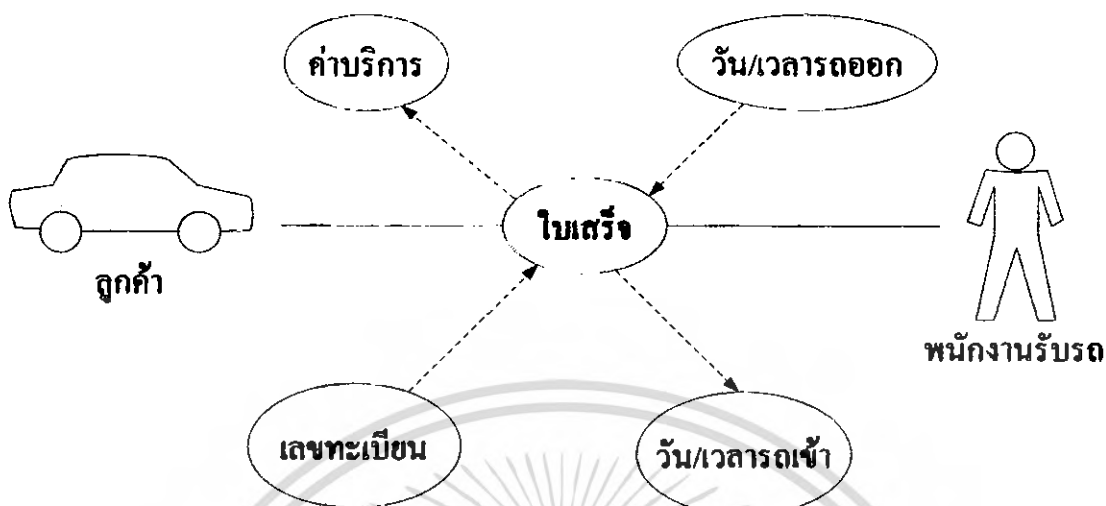 ค่าบริการ
วัน/เวลารถออก
ใบเสร็จ
ลูกค้า
พนักงานรับรถ
เลขทะเบียน
วัน/เวลารถเข้า